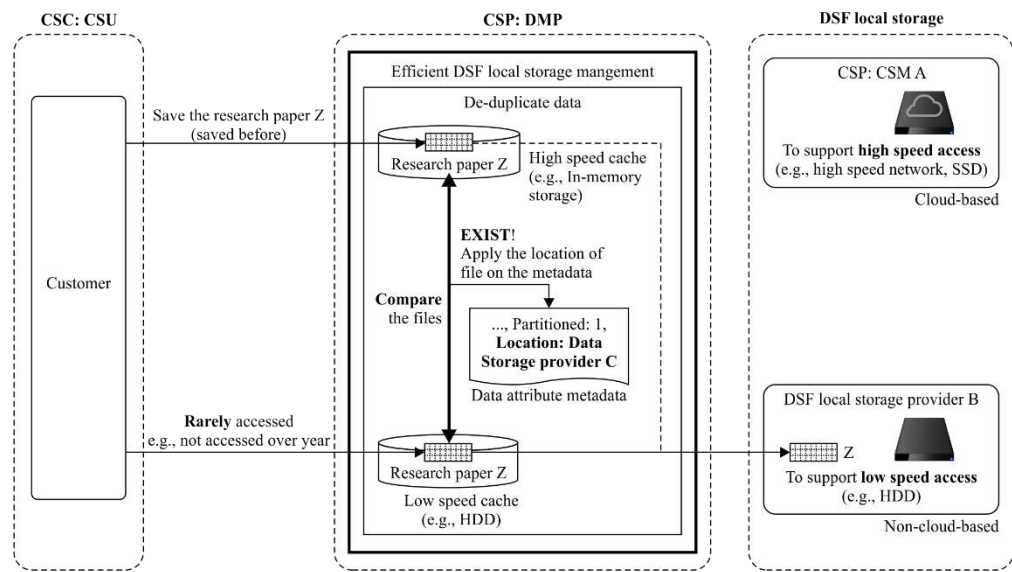 CSC: CSU
CSP: DMP
DSF local storage
Efficient DSF local storage mangement
De-duplicate data
Customer
Save the research paper Z
(saved before)
Research paper Z
High speed cache
(e.g., In-memory
storage)
EXIST!
Apply the location of
file on the metadata
Compare
the files
..., Partitioned: 1,
Location: Data
Storage provider C
Data attribute metadata
Rarely accessed
e.g., not accessed over year
Research paper Z
Low speed cache
(e.g., HDD)
CSP: CSM A
To support high speed access
(e.g., high speed network, SSD)
Cloud-based
DSF local storage provider B
Z
To support low speed access
(e.g., HDD)
Non-cloud-based